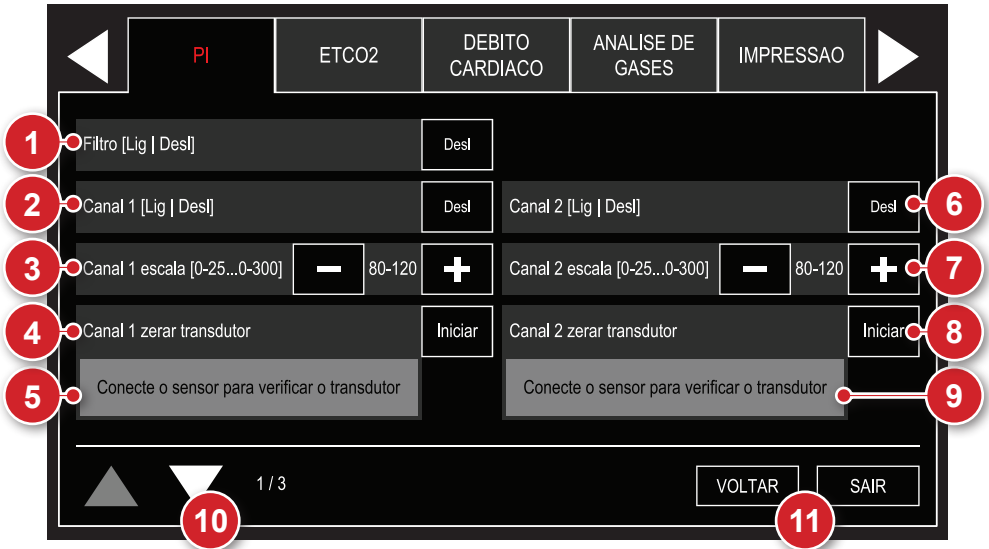 PI
ETCO2
DEBITO
CARDIACO
ANALISE DE
GASES
IMPRESSAO
1
Filtro [Lig | Desl]
Desl
2
Canal 1 [Lig | Desl]
Desl
Canal 2 [Lig | Desl]
Desl
6
3
Canal 1 escala [0-25...0-300]
80-120
Canal 2 escala [0-25...0-300]
80-120
7
4
Canal 1 zerar transdutor
Iniciar
Canal 2 zerar transdutor
Iniciar
8
5
Conecte o sensor para verificar o transdutor
Conecte o sensor para verificar o transdutor
9
1 / 3
VOLTAR
SAIR
10
11